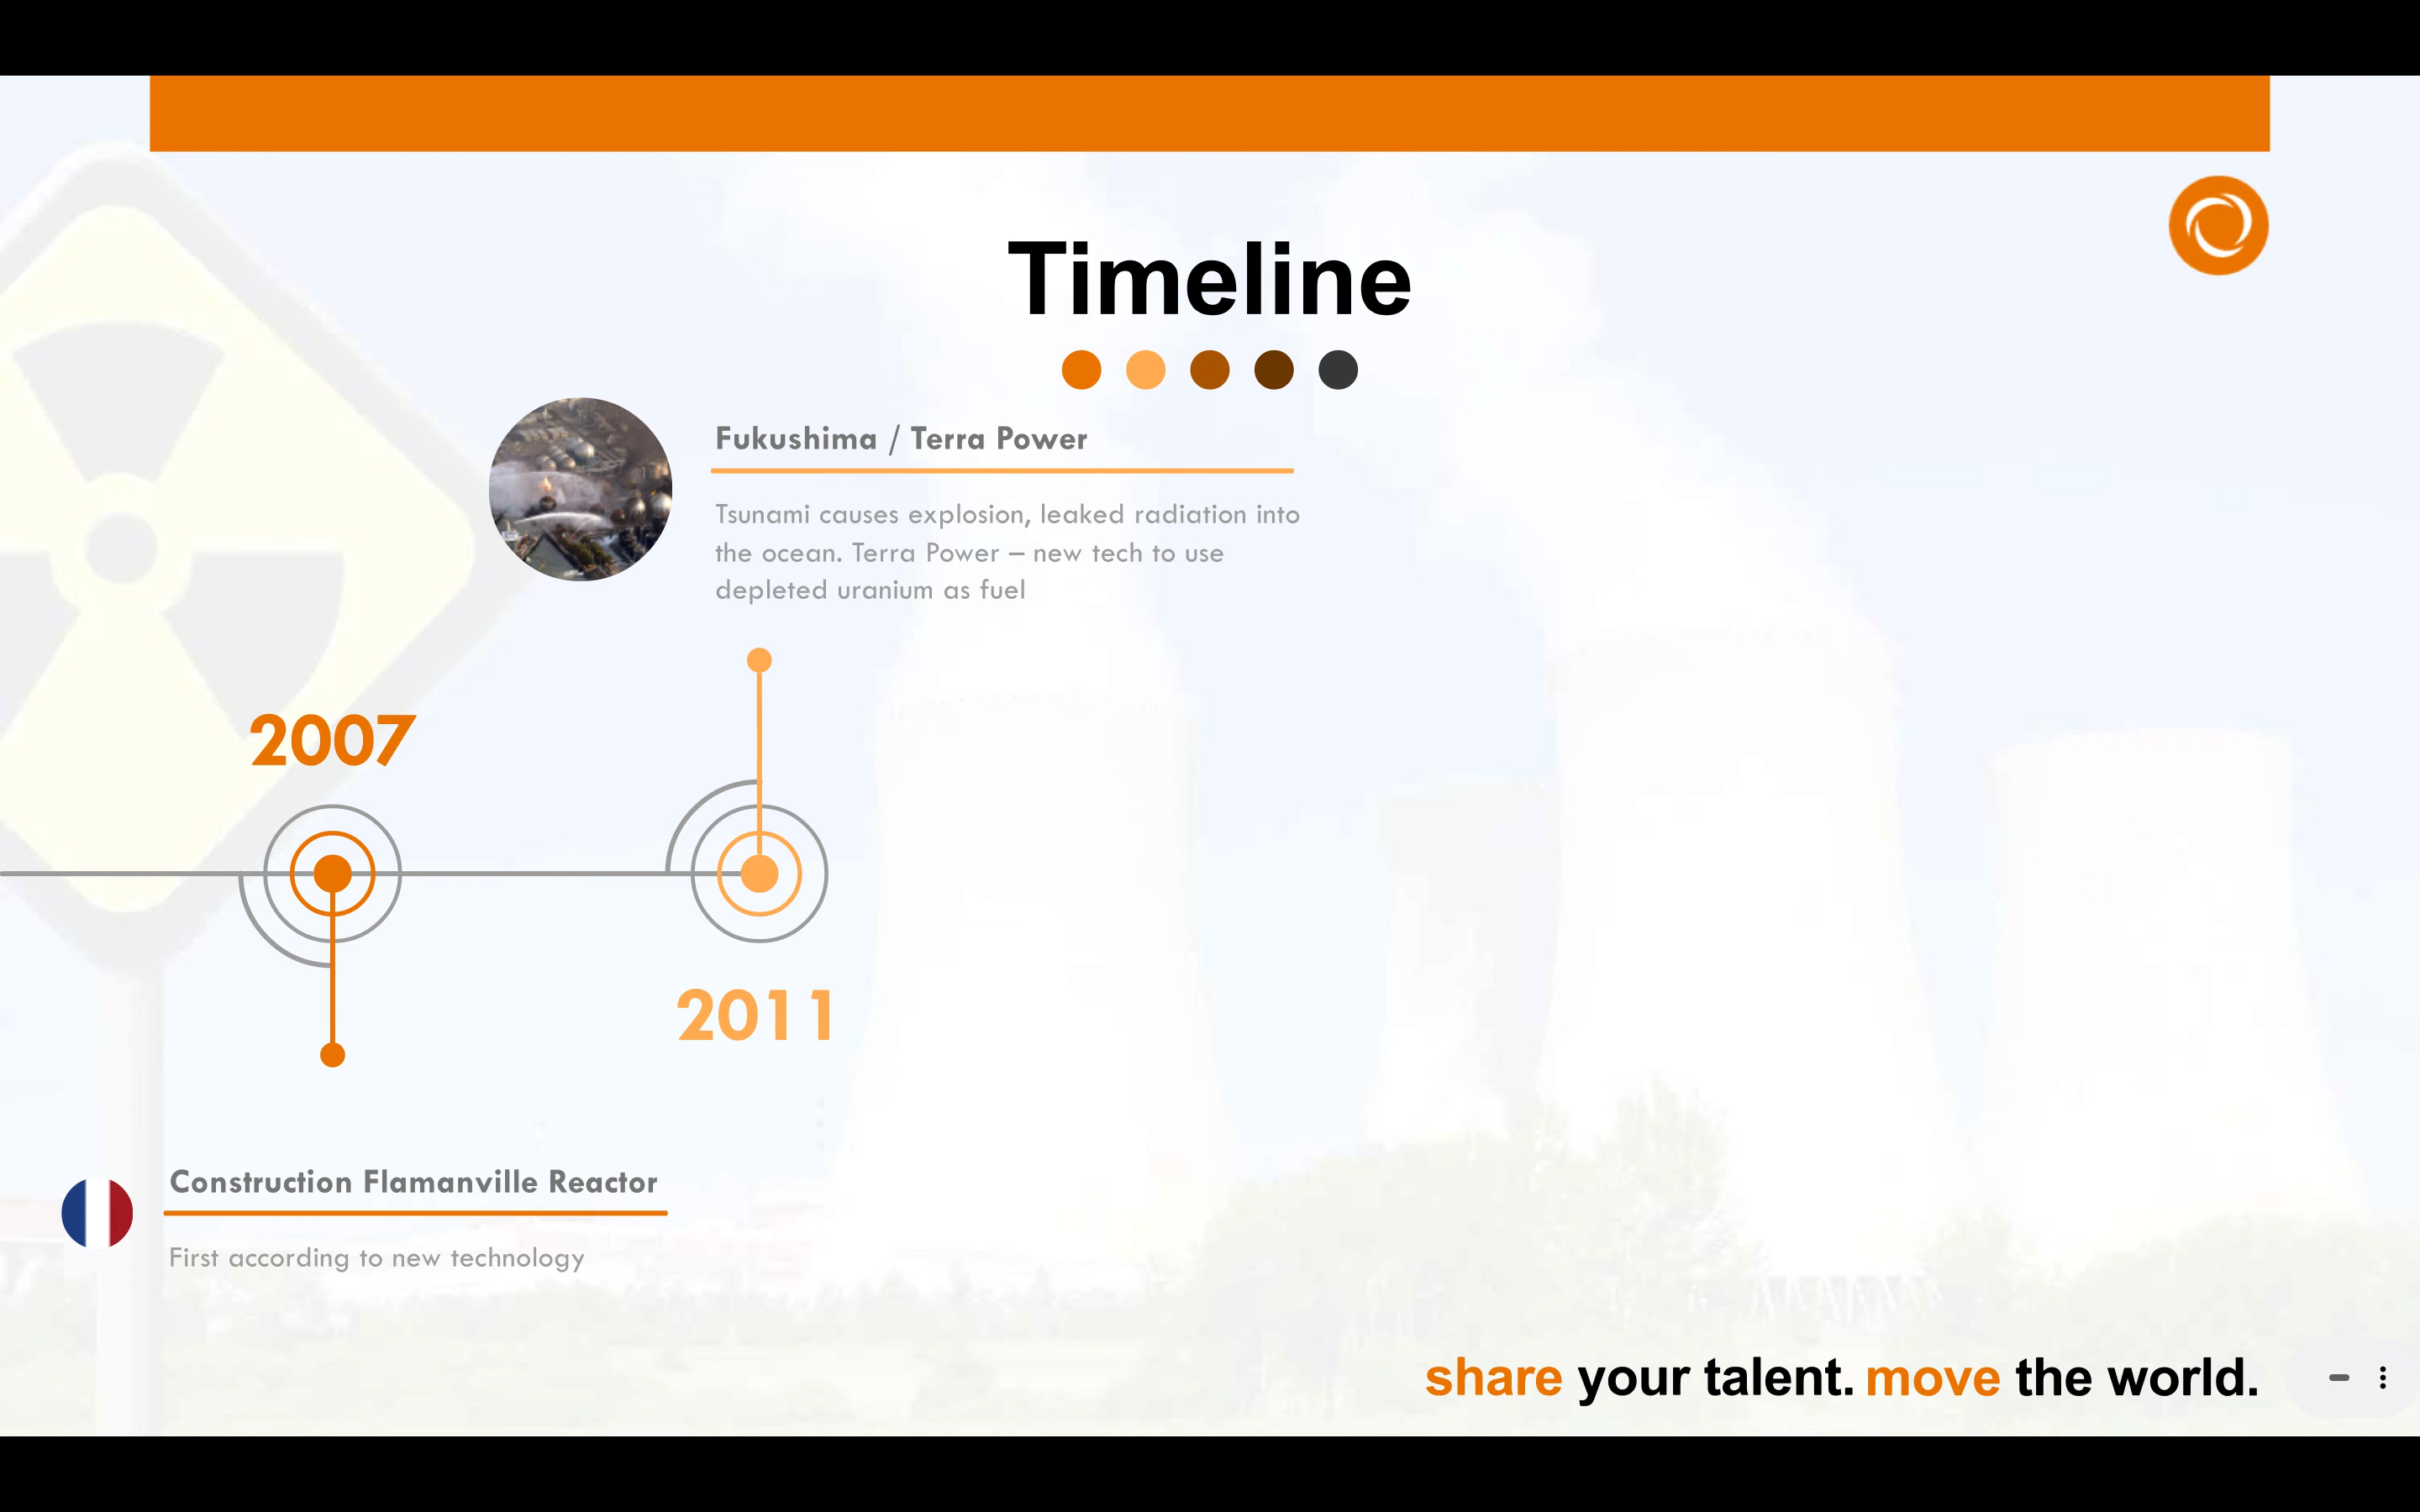 Timeline
Fukushima / Terra Power
Tsunami causes explosion, leaked radiation into
the ocean. Terra Power – new tech to use
depleted uranium as fuel
2007
2011
Construction Flamanville Reactor
First according to new technology
share your talent. move the world.